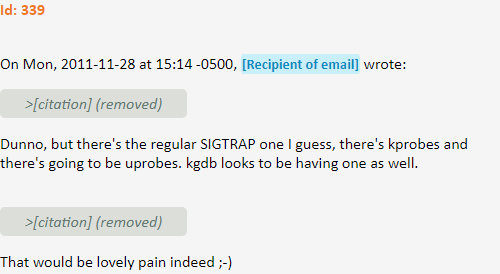 Id: 339
On Mon, 2011-11-28 at 15:14 -0500, [Recipient of email] wrote:
>[citation] (removed)
Dunno, but there's the regular SIGTRAP one I guess, there's kprobes and
there's going to be uprobes. kgdb looks to be having one as well.
>[citation] (removed)
That would be lovely pain indeed ;-)